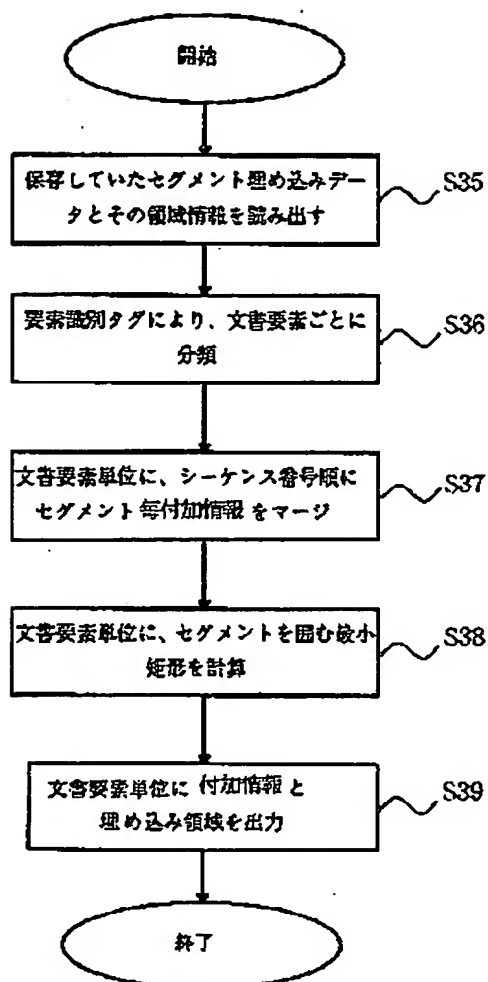 開始
保存していたセグメント埋め込みデー
タとその領域情報を読み出す
S35
要素識別タグにより、文書要素ごとに
分類
S36
文書要素単位に、シーケンス番号順に
セグメント毎付加情報をマージ
S37
文書要素単位に、セグメントを囲む最小
矩形を計算
S38
文書要素単位に付加情報と
埋め込み領域を出力
S39
終了